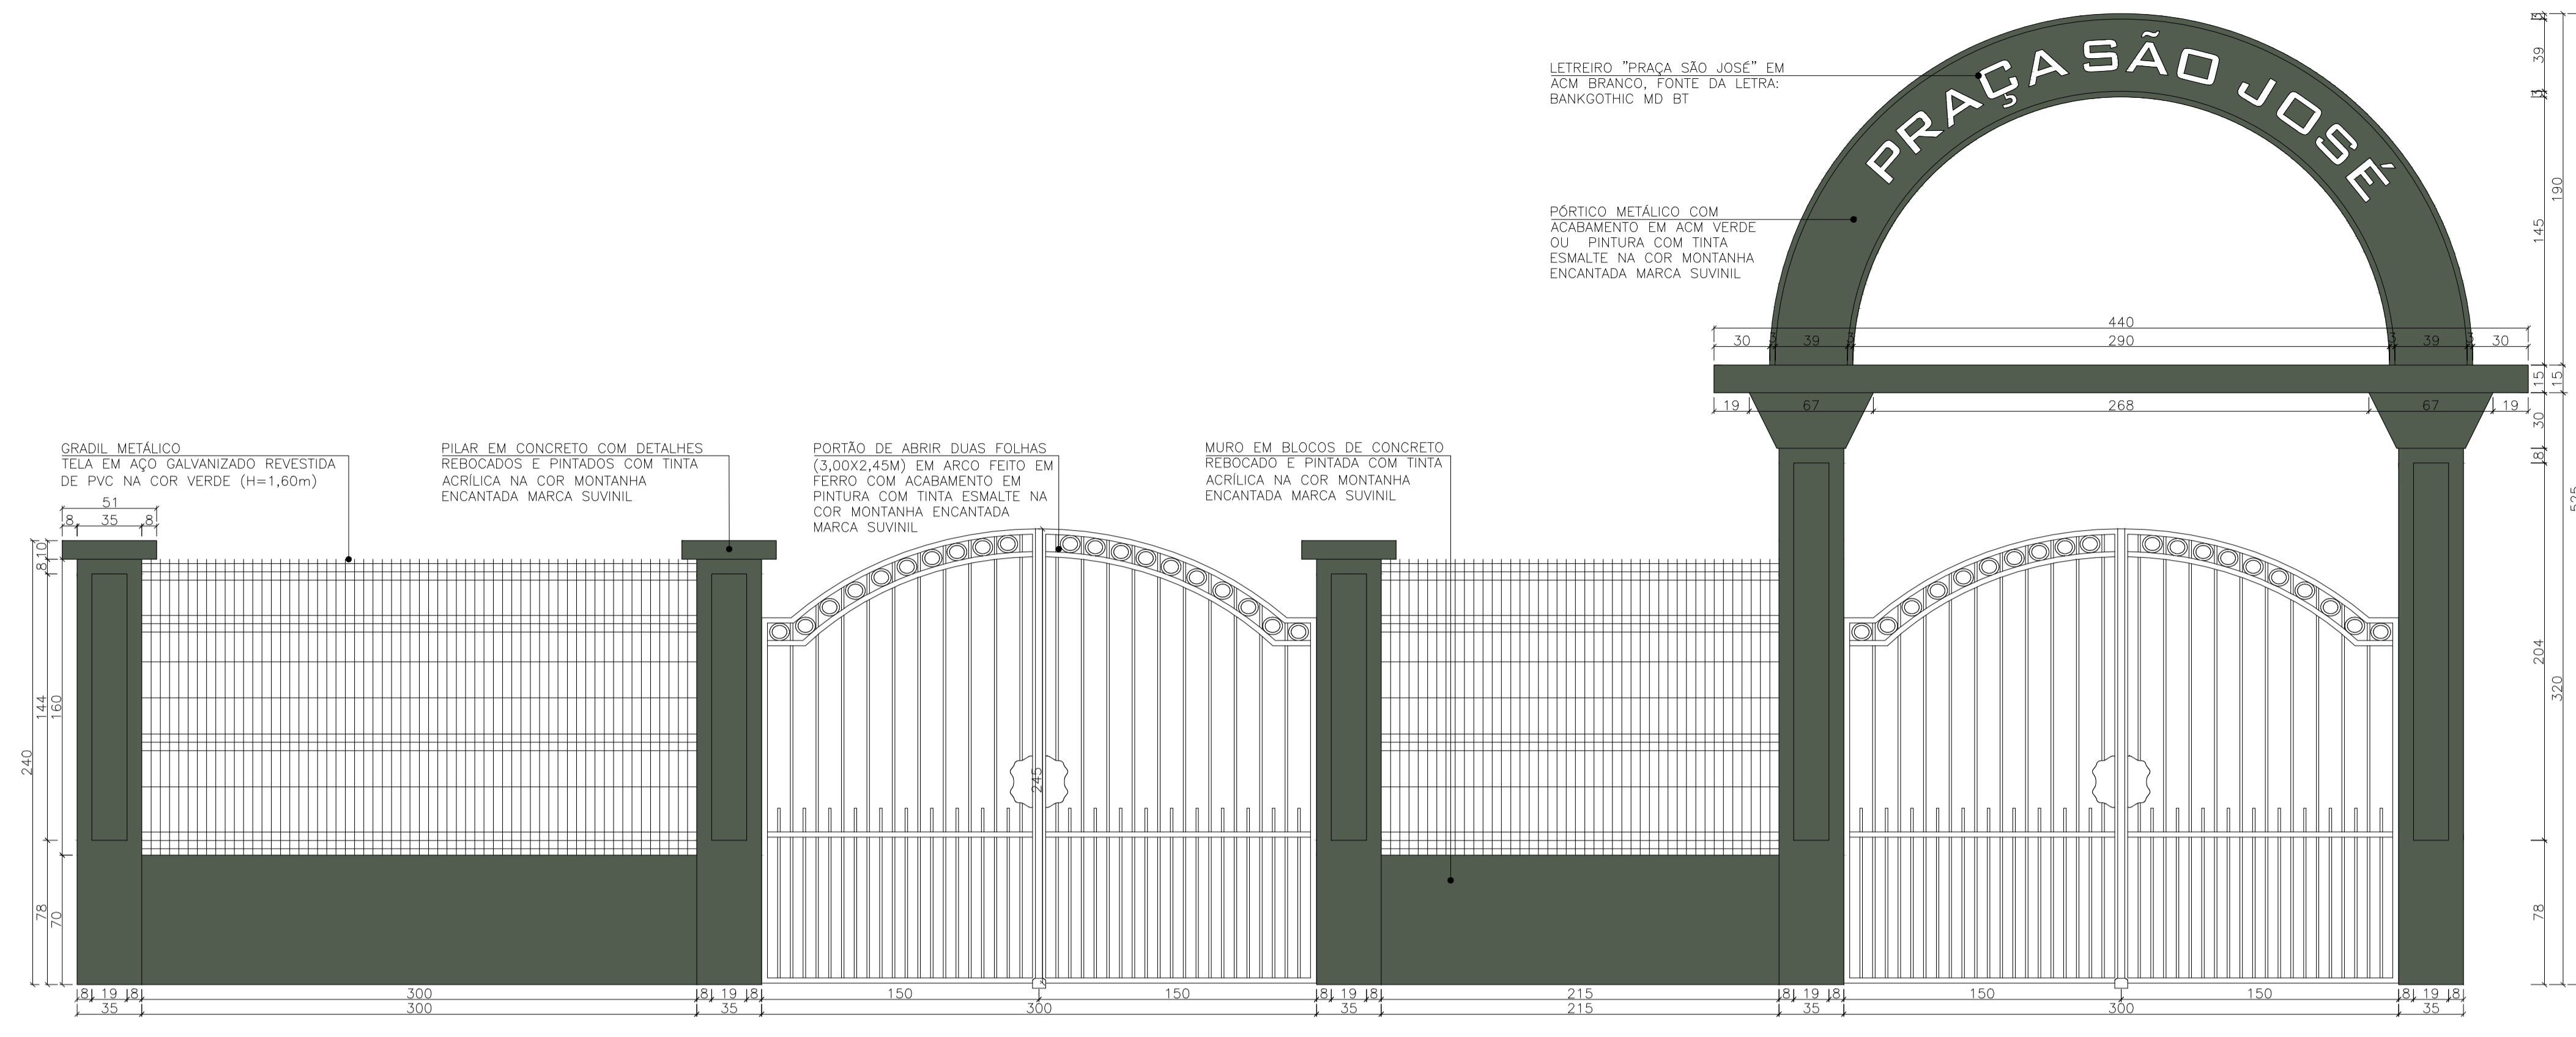 LETREIRO "PRAÇA SÃO JOSÉ" EM
ACM BRANCO, FONTE DA LETRA:
BANKGOTHIC MD BT
PRAÇA SÃO JOSÉ
PÓRTICO METÁLICO COM
ACABAMENTO EM ACM VERDE
OU PINTURA COM TINTA
ESMALTE NA COR MONTANHA
ENCANTADA MARCA SUVINIL
3
39
3
145
190
440
30 3 39 3 290 3 39 3 30
15 15
19 67 268 67 19
30
8
204
78
320
525
GRADIL METÁLICO
TELA EM AÇO GALVANIZADO REVESTIDA
DE PVC NA COR VERDE (H=1,60m)
PILAR EM CONCRETO COM DETALHES
REBOCADOS E PINTADOS COM TINTA
ACRÍLICA NA COR MONTANHA
ENCANTADA MARCA SUVINIL
PORTÃO DE ABRIR DUAS FOLHAS
(3,00X2,45M) EM ARCO FEITO EM
FERRO COM ACABAMENTO EM
PINTURA COM TINTA ESMALTE NA
COR MONTANHA ENCANTADA
MARCA SUVINIL
MURO EM BLOCOS DE CONCRETO
REBOCADO E PINTADA COM TINTA
ACRÍLICA NA COR MONTANHA
ENCANTADA MARCA SUVINIL
51
8 35 8
10
8
144
160
240
78
70
245
8 19 8 300 8 19 8 150 150 8 19 8 215 8 19 8 150 150 8 19 8
35 300 35 300 35 215 35 300 35